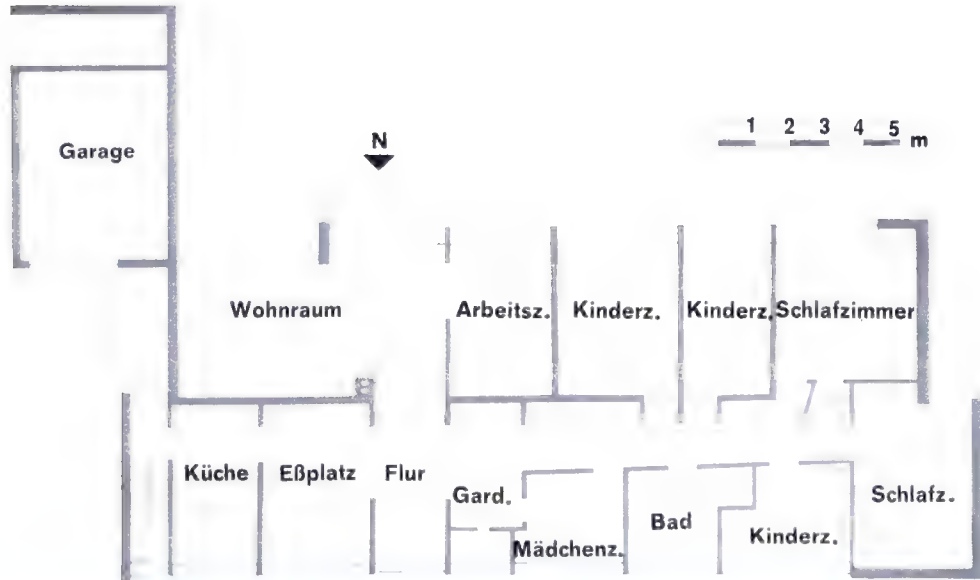 Garage
N
1 2 3 4 5 m
Wohnraum
Arbeitsz.
Kinderz.
Kinderz.
Schlafzimmer
Küche
Eßplatz
Flur
Gard.
Mädchenz.
Bad
Kinderz.
Schlafz.